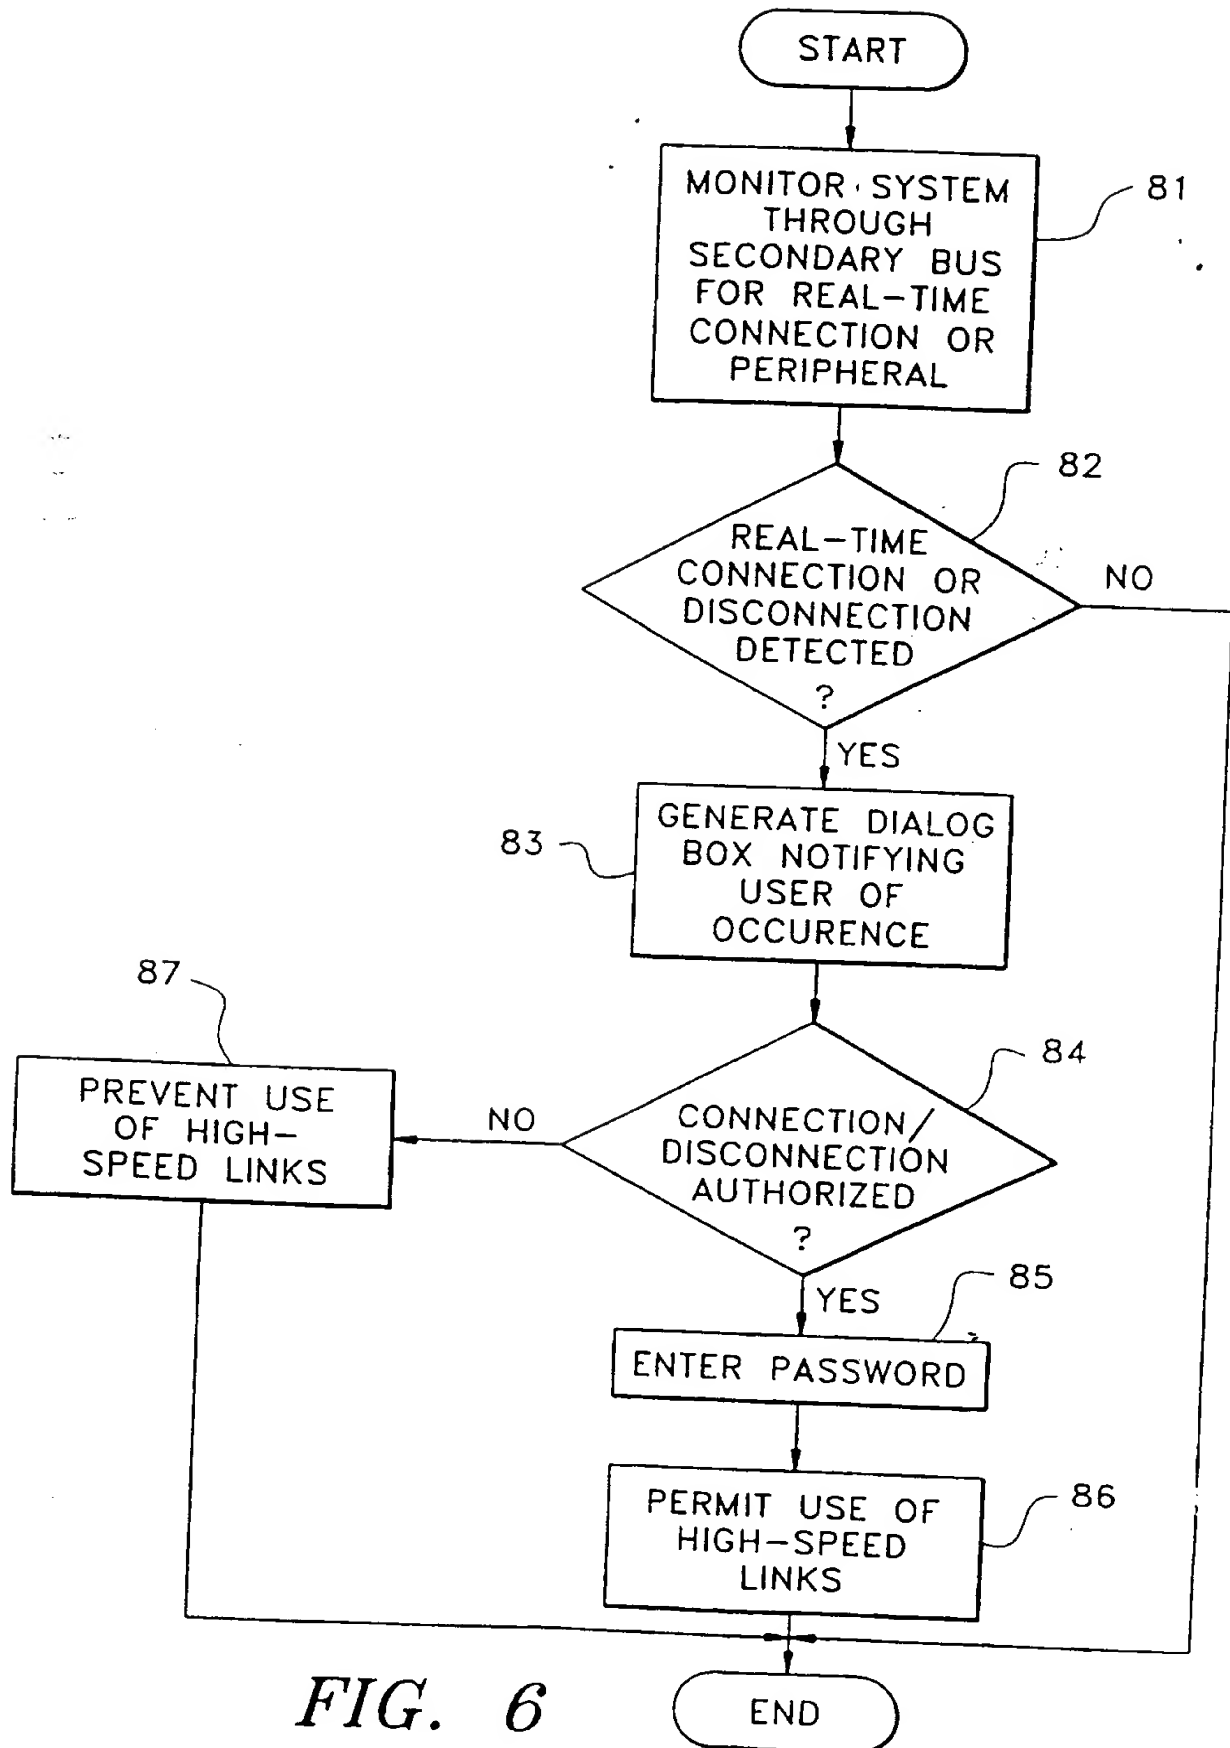 START
MONITOR SYSTEM
THROUGH
SECONDARY BUS
FOR REAL-TIME
CONNECTION OR
PERIPHERAL
81
82
REAL-TIME
CONNECTION OR
DISCONNECTION
DETECTED
?
NO
YES
83
GENERATE DIALOG
BOX NOTIFYING
USER OF
OCCURENCE
87
PREVENT USE
OF HIGH-
SPEED LINKS
NO
84
CONNECTION/
DISCONNECTION
AUTHORIZED
?
YES
85
ENTER PASSWORD
86
PERMIT USE OF
HIGH-SPEED
LINKS
FIG. 6
END